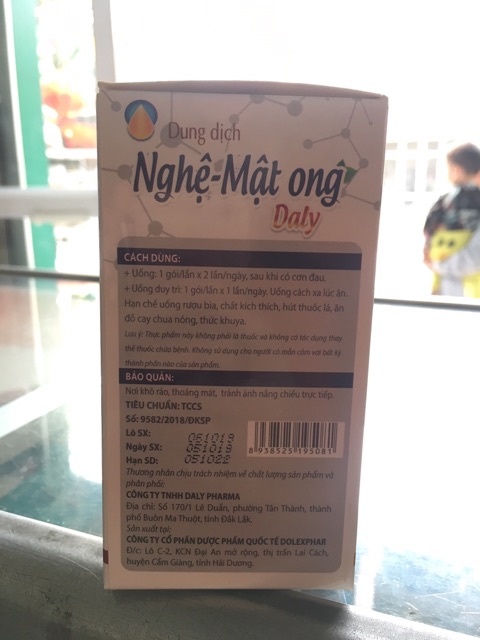 Dung dịch
Nghệ-Mật ong
Daly
CÁCH DÙNG:
+ Uống: 1 gói/lần x 2 lần/ngày, sau khi có cơn đau.
+ Uống duy trì: 1 gói/lần x 1 lần/ngày. Uống cách xa lúc ăn.
Hạn chế uống rượu bia, chất kích thích, hút thuốc lá, ăn
đồ cay chua nóng, thức khuya.
Lưu ý: Thực phẩm này không phải là thuốc và không có tác dụng thay
thế thuốc chữa bệnh. Không sử dụng cho người có mẫn cảm với bất kỳ
thành phần nào của sản phẩm.
BẢO QUẢN:
Nơi khô ráo, thoáng mát, tránh ánh nắng chiếu trực tiếp.
TIÊU CHUẨN: TCCS
Số: 9582/2018/ĐKSP
Lô SX: 051019
Ngày SX: 051019
Hạn SD: 051022
8 938525 195081
Thương nhân chịu trách nhiệm về chất lượng sản phẩm và
phân phối:
CÔNG TY TNHH DALY PHARMA
Địa chỉ: Số 170/1 Lê Duẩn, phường Tân Thành, thành
phố Buôn Ma Thuột, tỉnh Đắk Lắk.
Sản xuất tại:
CÔNG TY CỔ PHẦN DƯỢC PHẨM QUỐC TẾ DOLEXPHAR
Đ/c: Lô C-2, KCN Đại An mở rộng, thị trấn Lai Cách,
huyện Cẩm Giàng, tỉnh Hải Dương.